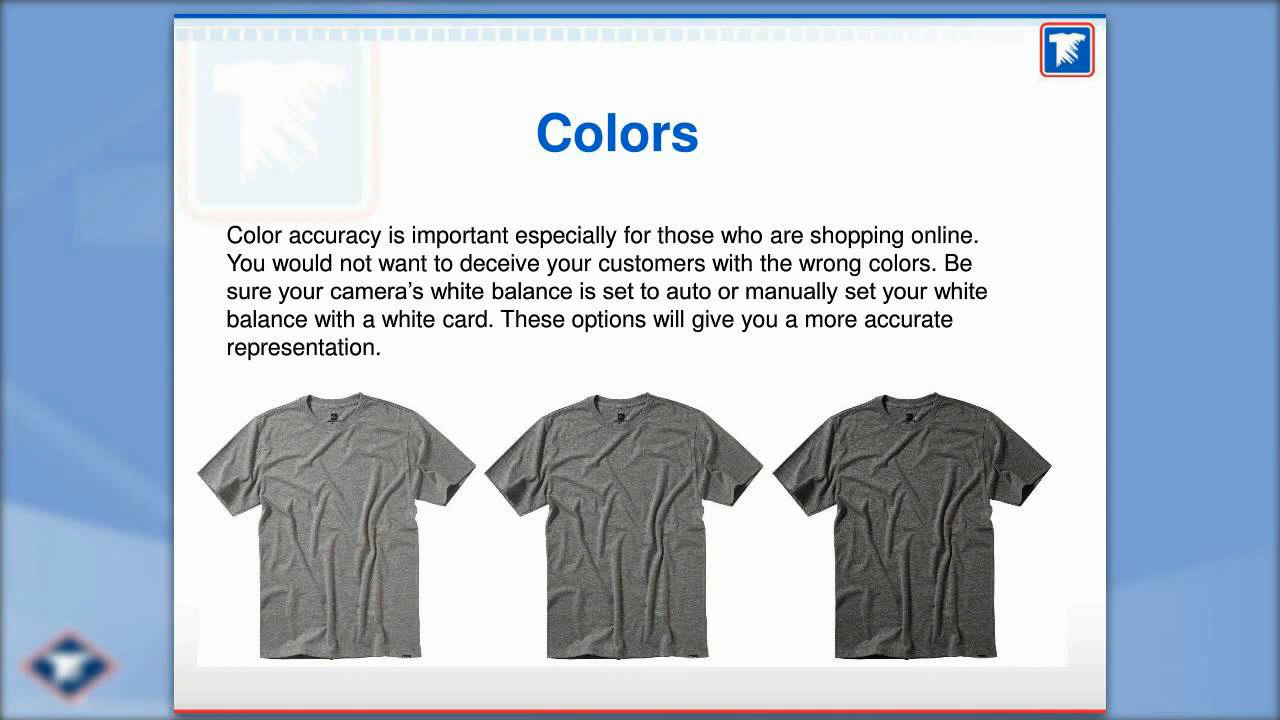 Colors
Color accuracy is important especially for those who are shopping online.
You would not want to deceive your customers with the wrong colors. Be
sure your camera’s white balance is set to auto or manually set your white
balance with a white card. These options will give you a more accurate
representation.